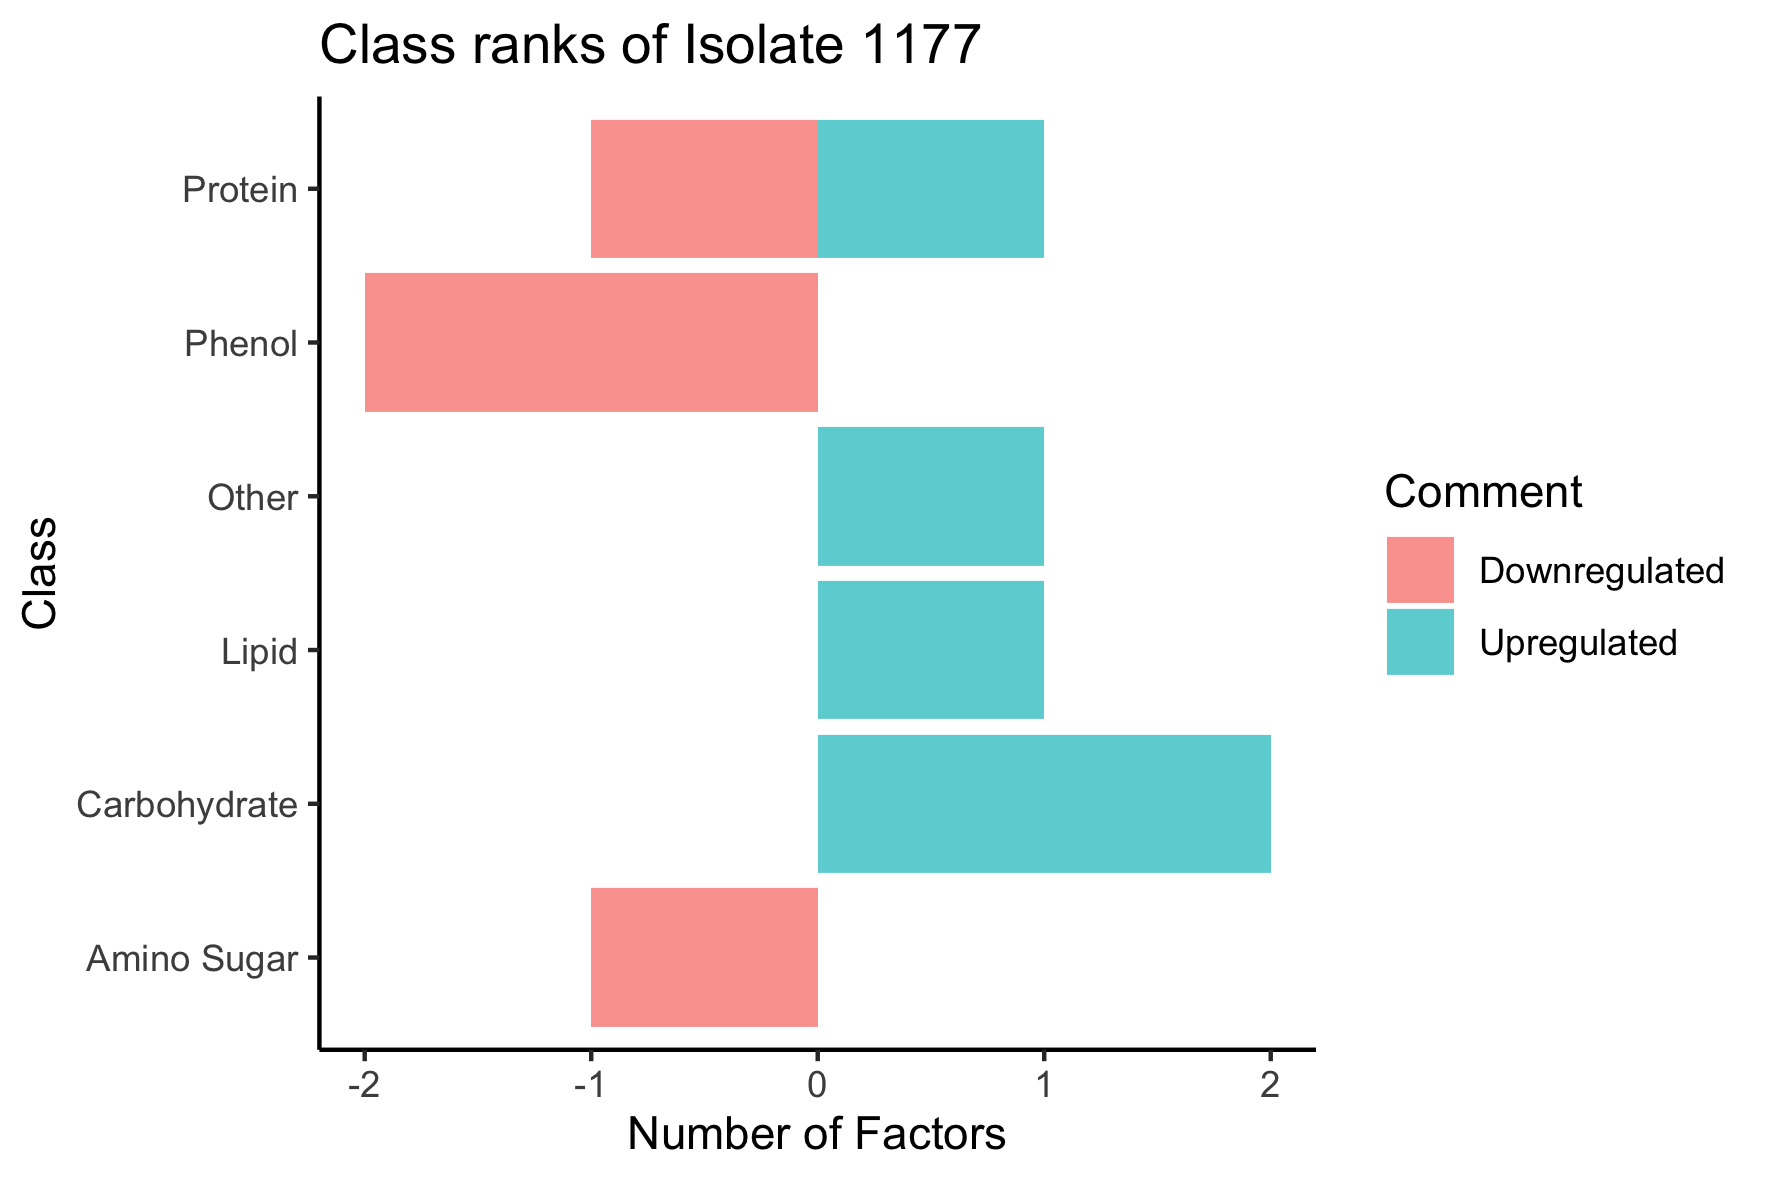 Class ranks of Isolate 1177
Class
Protein
Phenol
Other
Lipid
Carbohydrate
Amino Sugar
-2 -1 0 1 2
Number of Factors
Comment
Downregulated
Upregulated